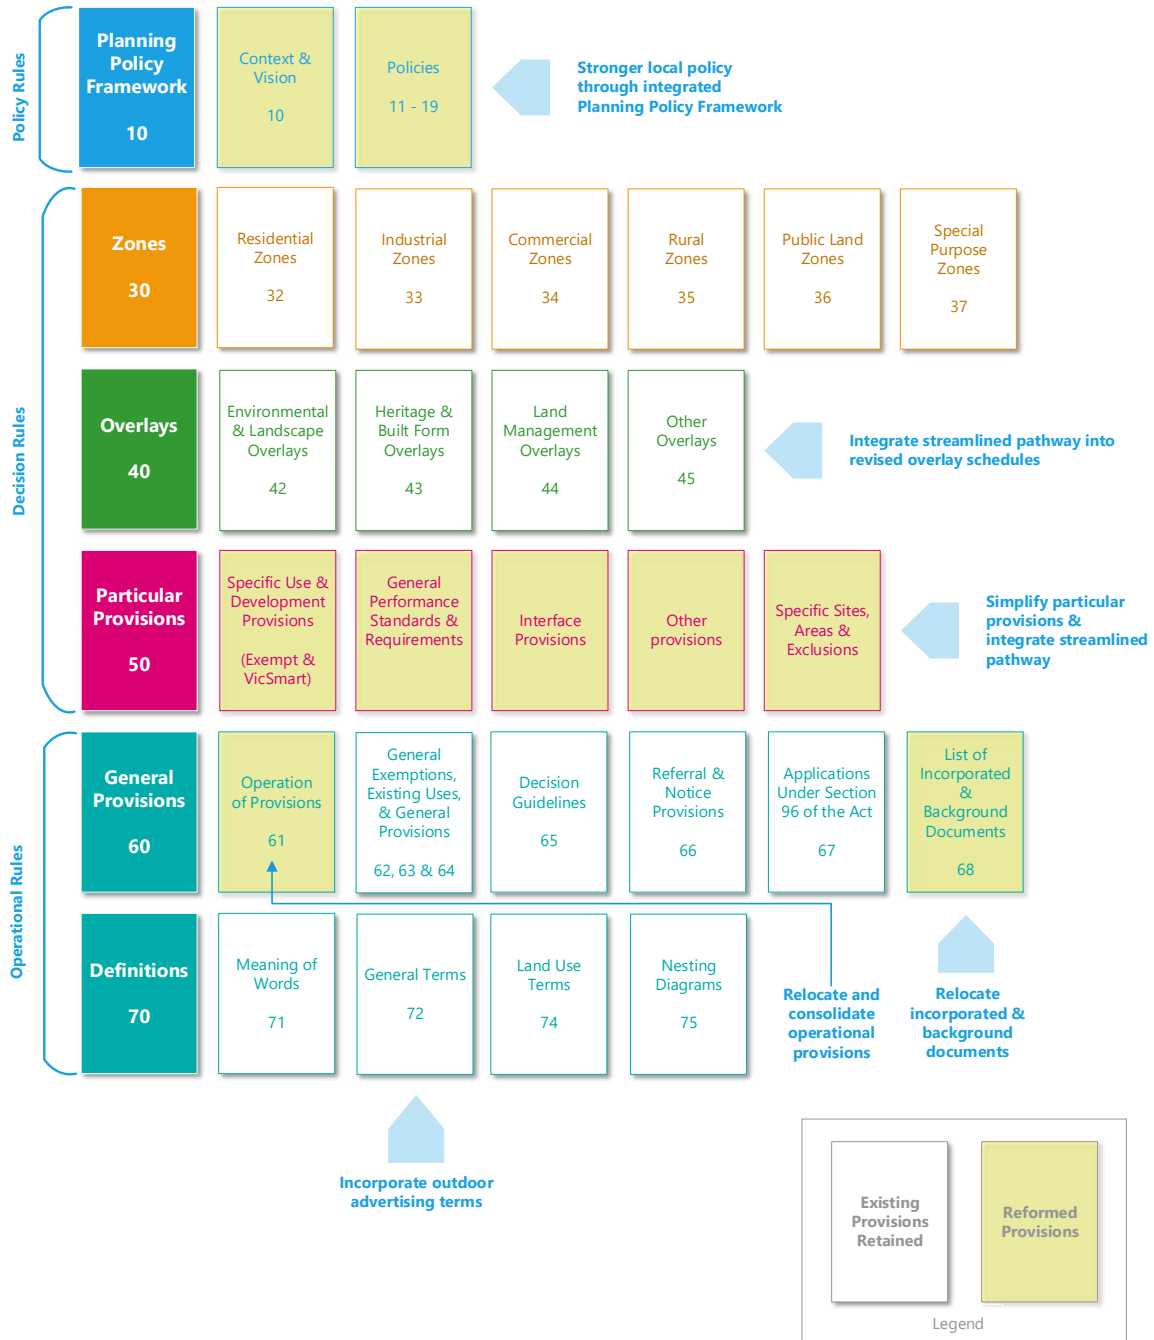 Policy Rules
Planning
Policy
Framework
10
Context &
Vision
10
Policies
11 - 19
Stronger local policy
through integrated
Planning Policy Framework
Decision Rules
Zones
30
Residential
Zones
32
Industrial
Zones
33
Commercial
Zones
34
Rural
Zones
35
Public Land
Zones
36
Special
Purpose
Zones
37
Overlays
40
Environmental
& Landscape
Overlays
42
Heritage &
Built Form
Overlays
43
Land
Management
Overlays
44
Other
Overlays
45
Integrate streamlined pathway into
revised overlay schedules
Particular
Provisions
50
Specific Use &
Development
Provisions
(Exempt &
VicSmart)
General
Performance
Standards &
Requirements
Interface
Provisions
Other
provisions
Specific Sites,
Areas &
Exclusions
Simplify particular
provisions &
integrate streamlined
pathway
Operational Rules
General
Provisions
60
Operation
of Provisions
61
General
Exemptions,
Existing Uses,
& General
Provisions
62, 63 & 64
Decision
Guidelines
65
Referral &
Notice
Provisions
66
Applications
Under Section
96 of the Act
67
List of
Incorporated
&
Background
Documents
68
Definitions
70
Meaning of
Words
71
General Terms
72
Land Use
Terms
74
Nesting
Diagrams
75
Relocate and
consolidate
operational
provisions
Relocate
incorporated &
background
documents
Incorporate outdoor
advertising terms
Existing
Provisions
Retained
Reformed
Provisions
Legend